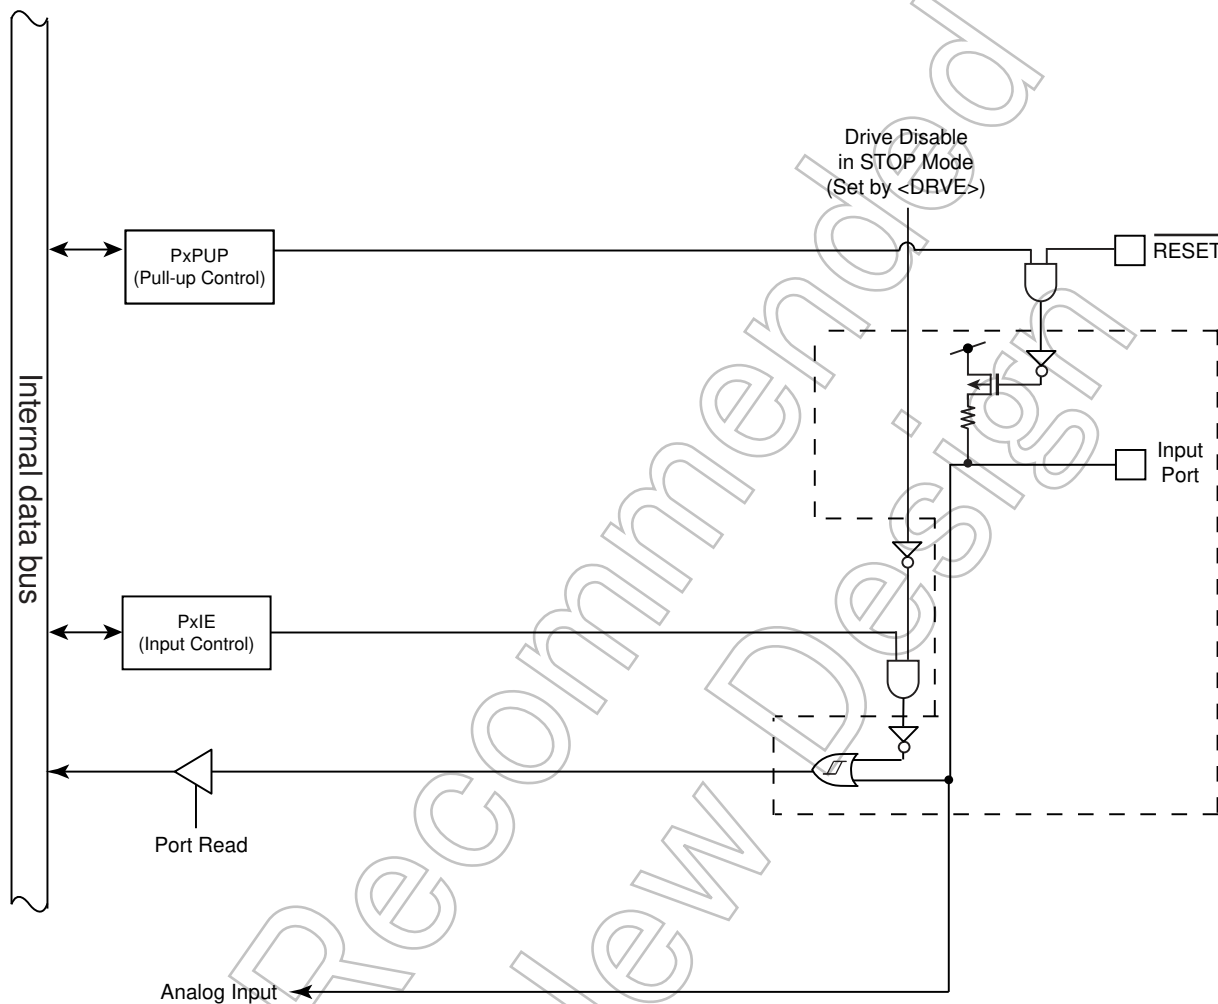 Drive Disable
in STOP Mode
(Set by <DRVE>)
PxPUP
(Pull-up Control)
RESET
Input
Port
Internal data bus
PxIE
(Input Control)
Port Read
Analog Input
Recommended
New Design